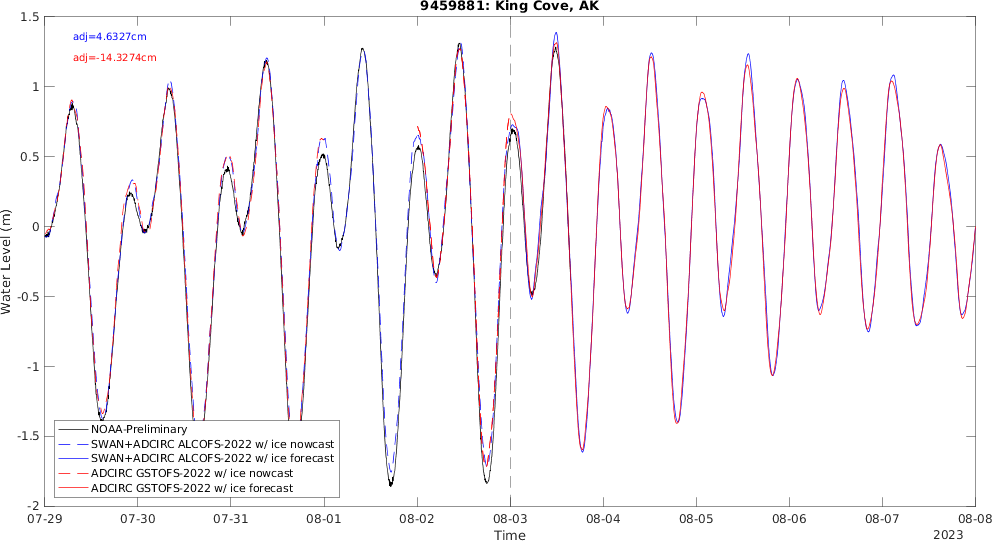 9459881: King Cove, AK
adj=4.6327cm
adj=-14.3274cm
Water Level (m)
1.5
1
0.5
0
-0.5
-1
-1.5
-2
NOAA-Preliminary
SWAN+ADCIRC ALCOFS-2022 w/ ice nowcast
SWAN+ADCIRC ALCOFS-2022 w/ ice forecast
ADCIRC GSTOFS-2022 w/ ice nowcast
ADCIRC GSTOFS-2022 w/ ice forecast
07-29 07-30 07-31 08-01 08-02 08-03 08-04 08-05 08-06 08-07 08-08
Time
2023